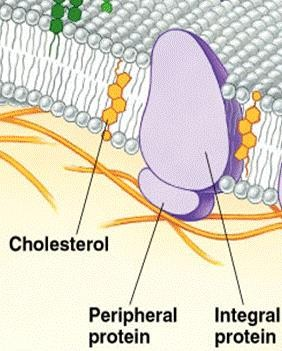 Cholesterol
Peripheral
protein
Integral
protein